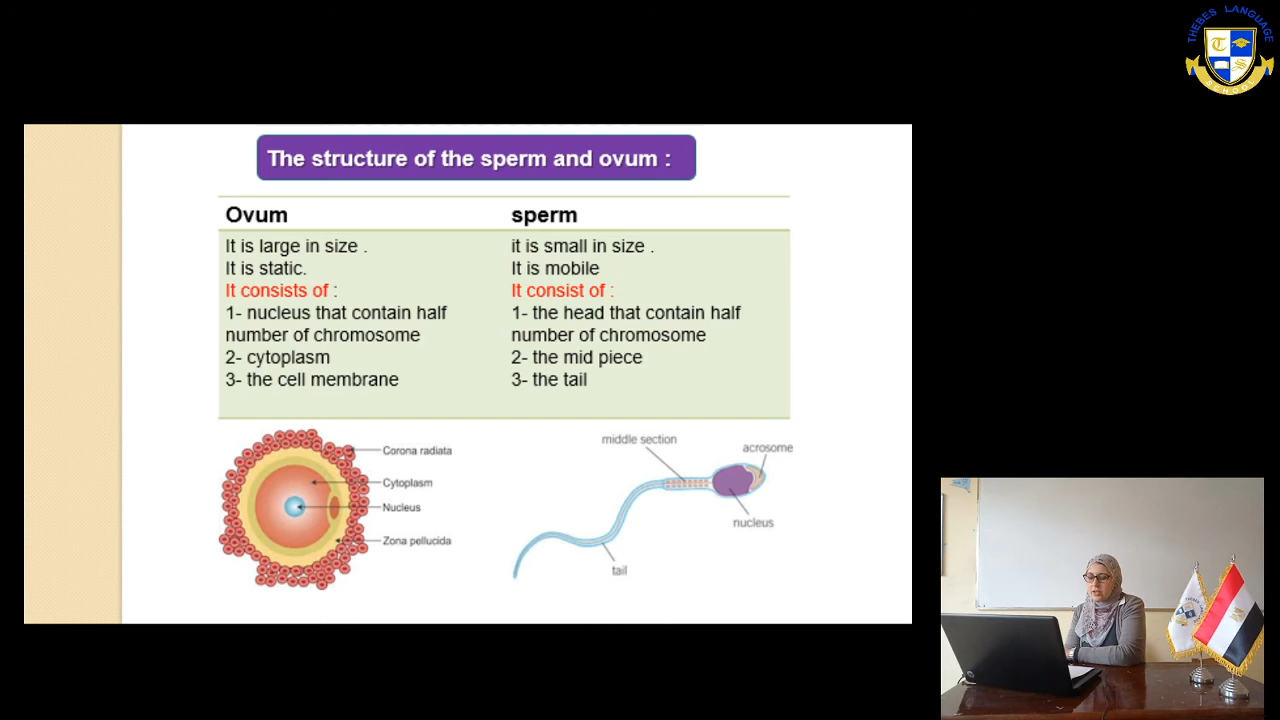 THEBES LANGUAGE
SCHOOL
The structure of the sperm and ovum :
Ovum
It is large in size .
It is static.
It consists of :
1- nucleus that contain half
number of chromosome
2- cytoplasm
3- the cell membrane
sperm
it is small in size .
It is mobile
It consist of :
1- the head that contain half
number of chromosome
2- the mid piece
3- the tail
Corona radiata
Cytoplasm
Nucleus
Zona pellucida
middle section
acrosome
nucleus
tail